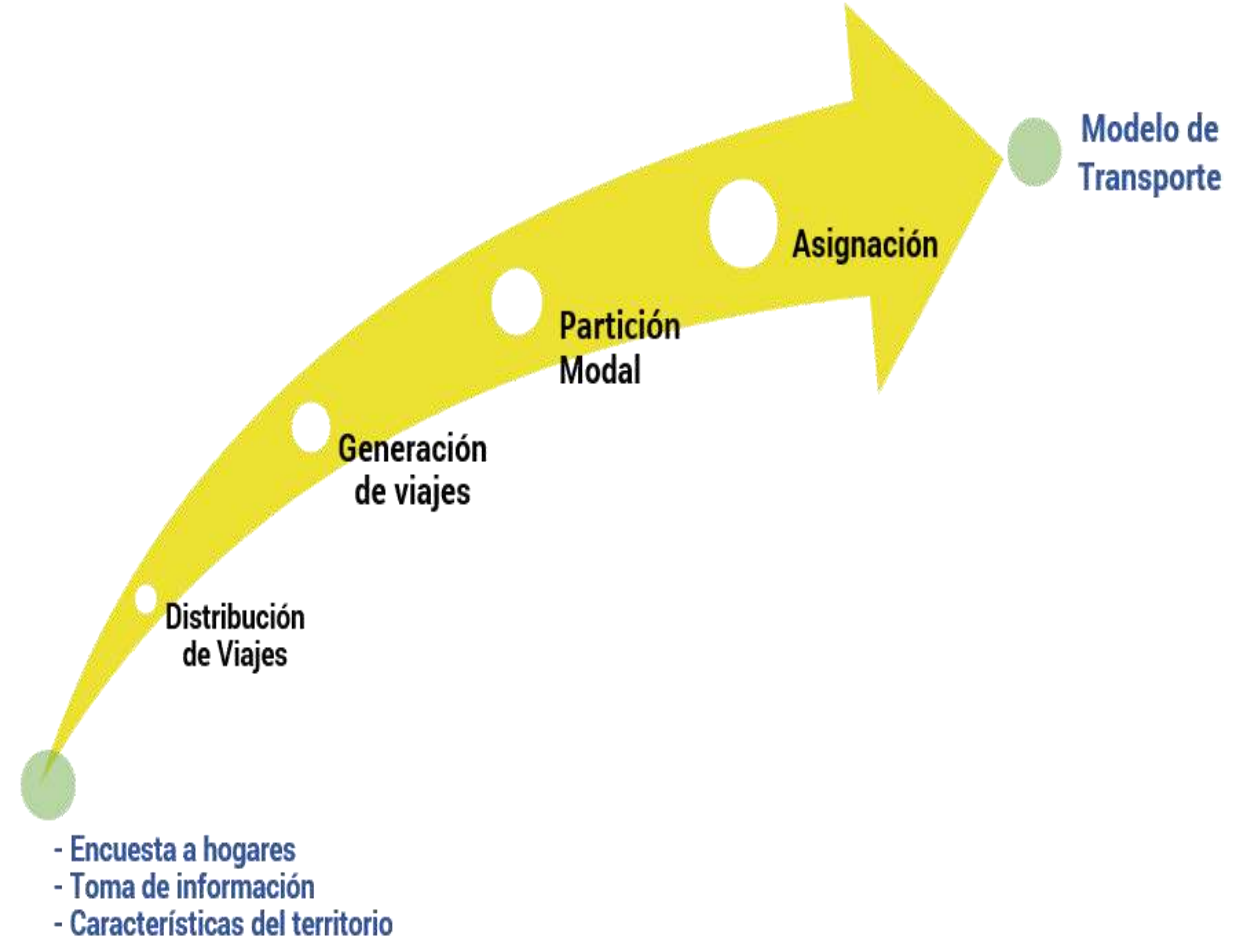 Modelo de
Transporte
Asignación
Partición
Modal
Generación
de viajes
Distribución
de Viajes
- Encuesta a hogares
- Toma de información
- Características del territorio